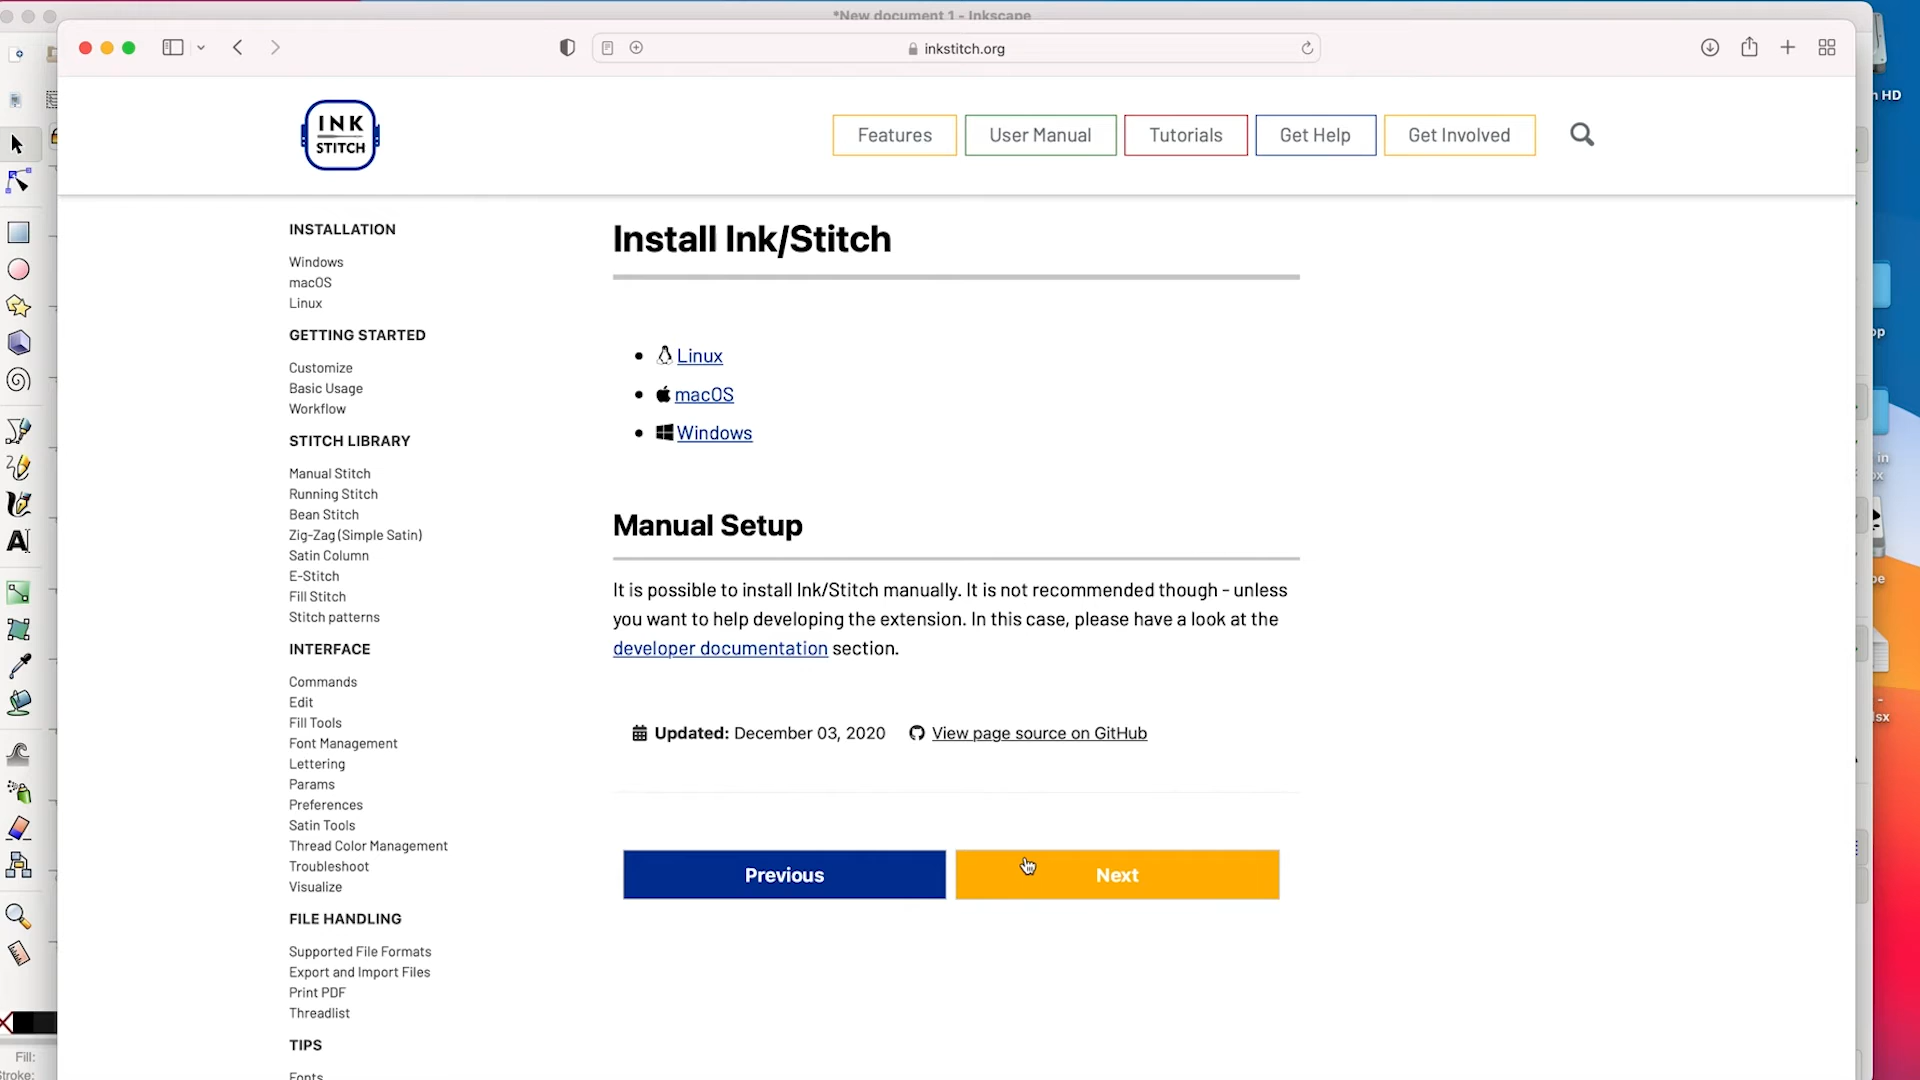 *New document 1 - Inkscape
inkstitch.org
INK
STITCH
Features
User Manual
Tutorials
Get Help
Get Involved
INSTALLATION
Windows
macOS
Linux
GETTING STARTED
Customize
Basic Usage
Workflow
STITCH LIBRARY
Manual Stitch
Running Stitch
Bean Stitch
Zig-Zag (Simple Satin)
Satin Column
E-Stitch
Fill Stitch
Stitch patterns
INTERFACE
Commands
Edit
Fill Tools
Font Management
Lettering
Params
Preferences
Satin Tools
Thread Color Management
Troubleshoot
Visualize
FILE HANDLING
Supported File Formats
Export and Import Files
Print PDF
Threadlist
TIPS
Fonts
Install Ink/Stitch
Linux
macOS
Windows
Manual Setup
It is possible to install Ink/Stitch manually. It is not recommended though - unless
you want to help developing the extension. In this case, please have a look at the
developer documentation section.
Updated: December 03, 2020 View page source on GitHub
Previous
Next
Fill:
Stroke:
HD
in